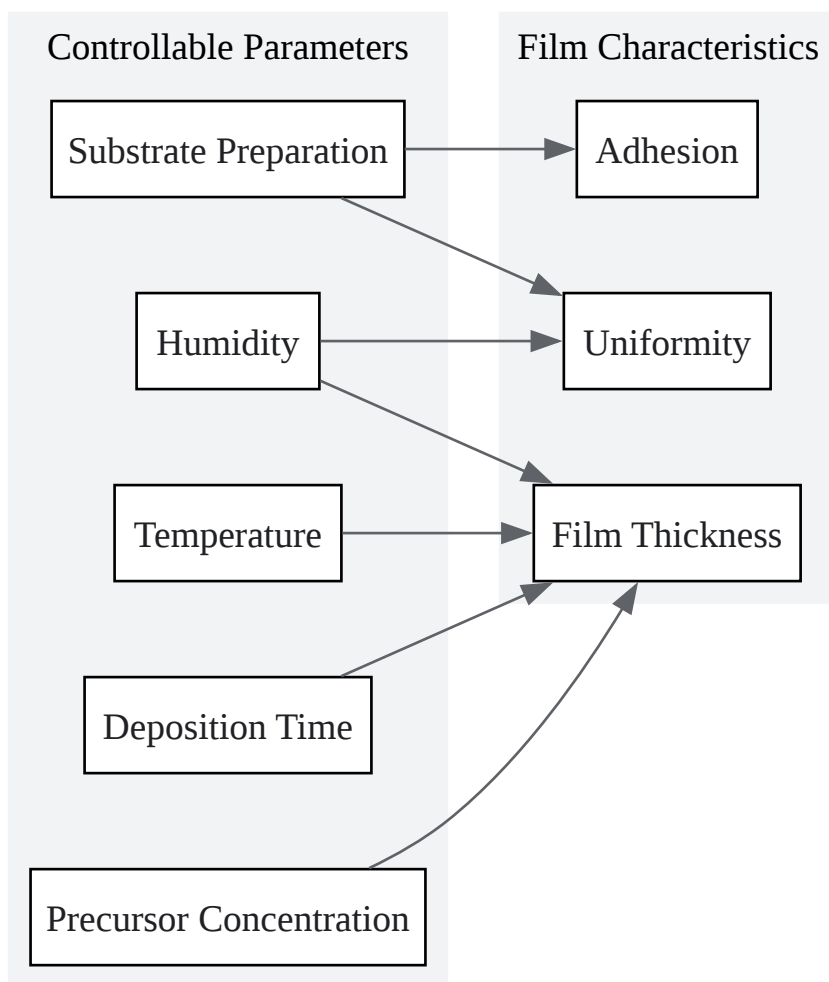 Controllable Parameters
Film Characteristics
Substrate Preparation
Adhesion
Humidity
Uniformity
Temperature
Film Thickness
Deposition Time
Precursor Concentration